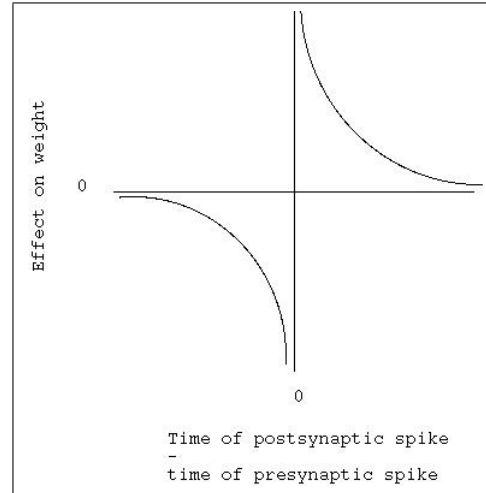 Effect on weight
0
0
Time of postsynaptic spike
-
time of presynaptic spike